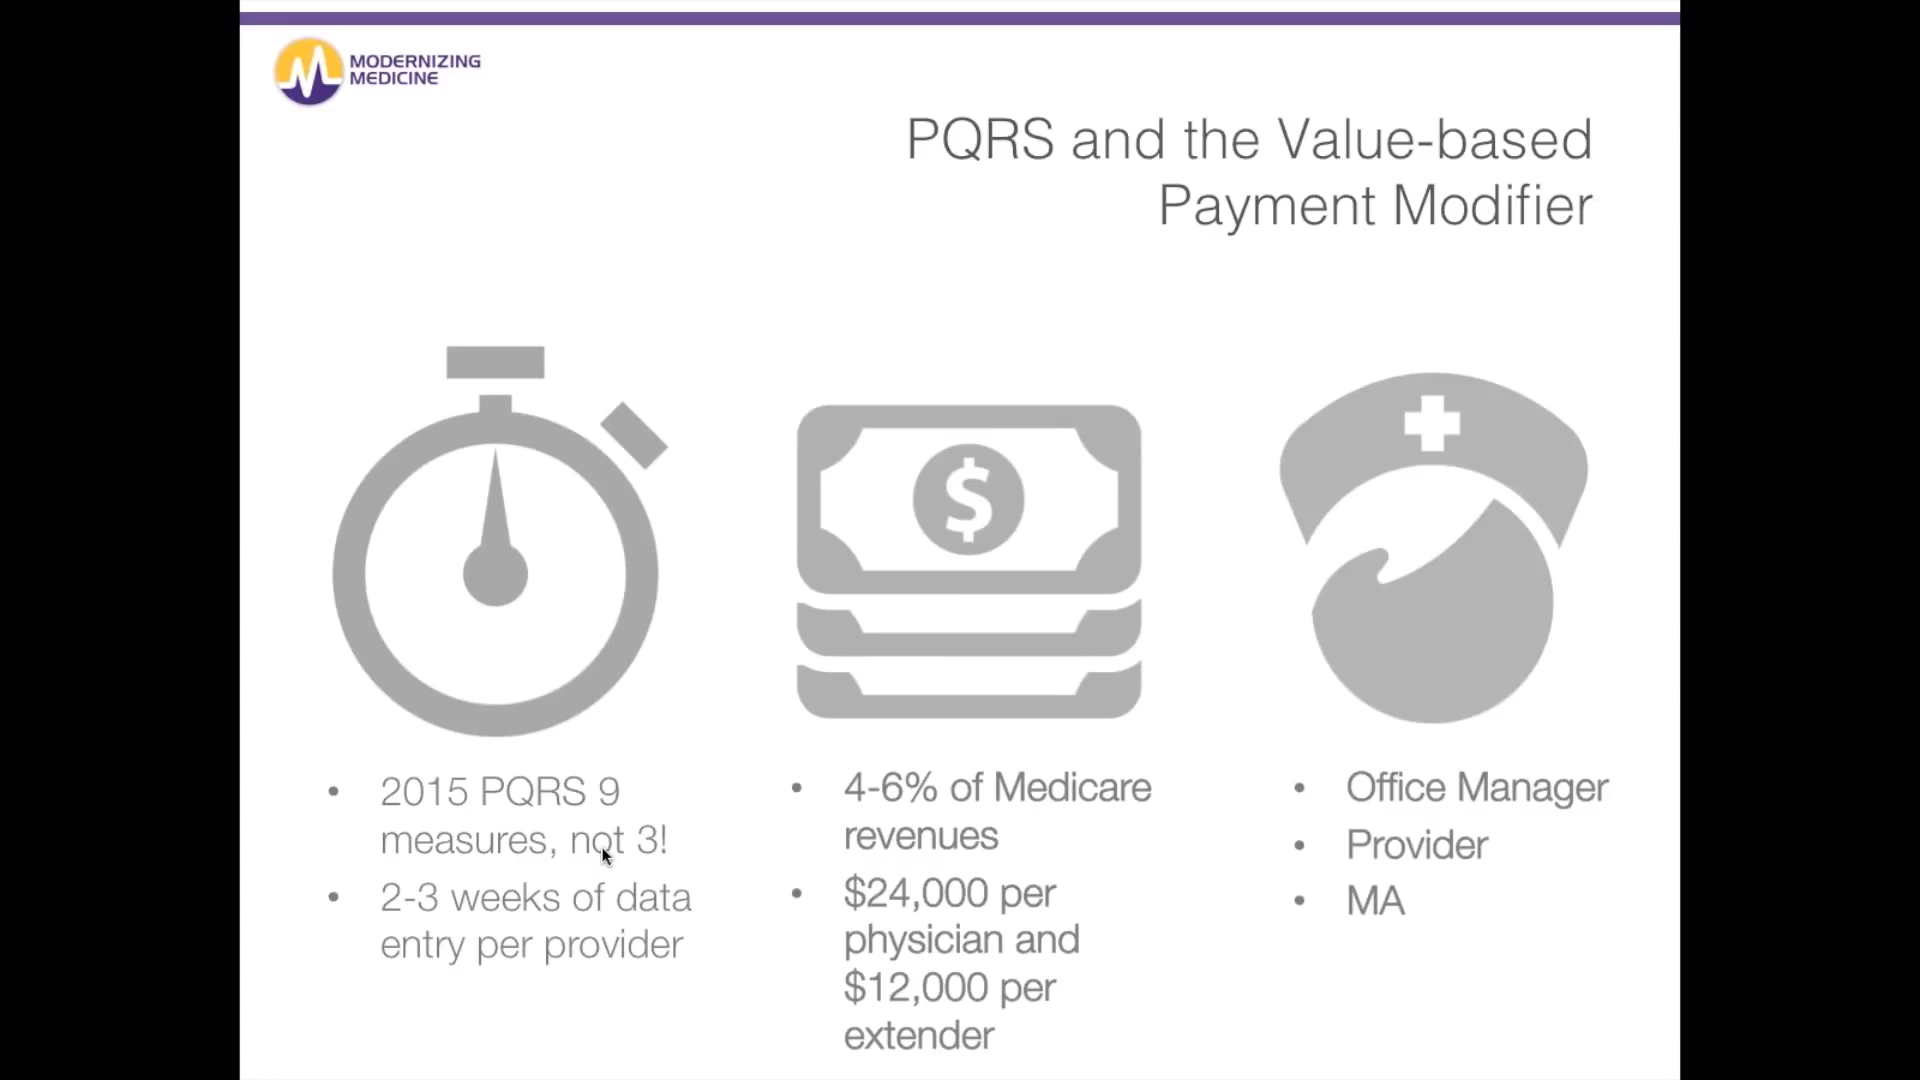 MODERNIZING
MEDICINE
PQRS and the Value-based
Payment Modifier
$
• 2015 PQRS 9
measures, not 3!
• 2-3 weeks of data
entry per provider
• 4-6% of Medicare
revenues
• $24,000 per
physician and
$12,000 per
extender
• Office Manager
• Provider
• MA